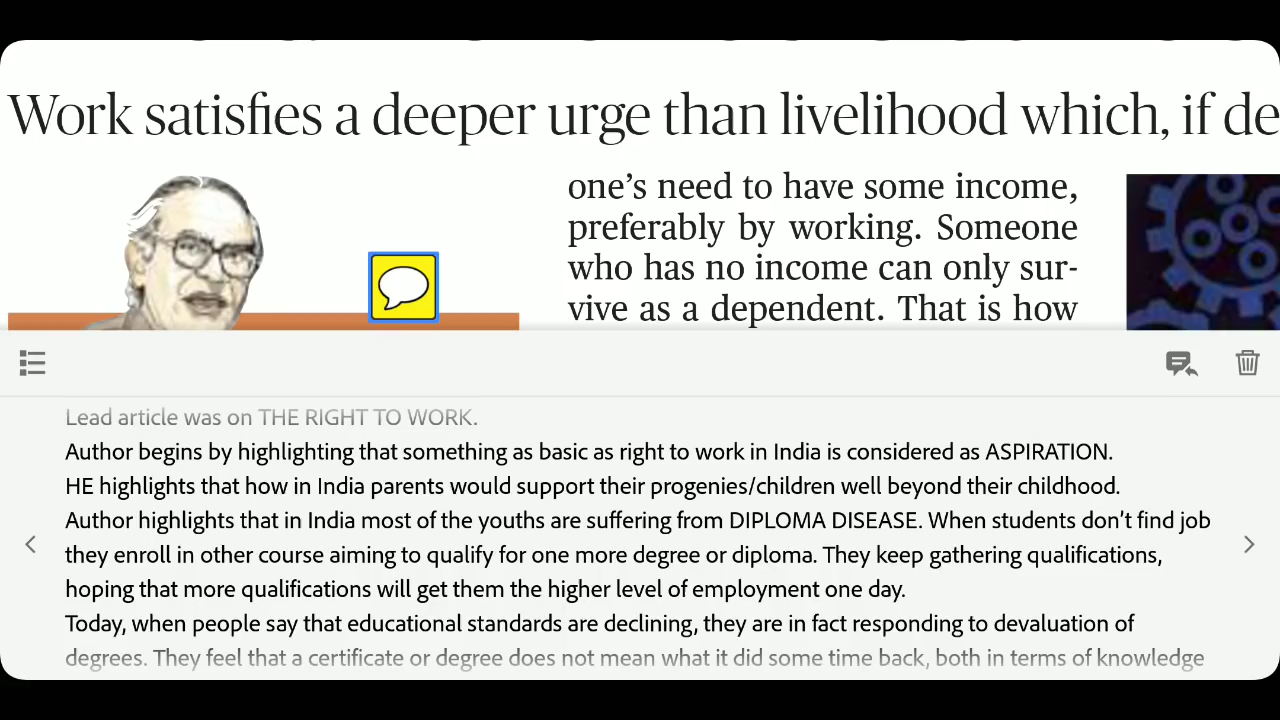 Work satisfies a deeper urge than livelihood which, if de
one's need to have some income,
preferably by working. Someone
who has no income can only sur-
vive as a dependent. That is how
Lead article was on THE RIGHT TO WORK.
Author begins by highlighting that something as basic as right to work in India is considered as ASPIRATION.
HE highlights that how in India parents would support their progenies/children well beyond their childhood.
Author highlights that in India most of the youths are suffering from DIPLOMA DISEASE. When students don't find job
they enroll in other course aiming to qualify for one more degree or diploma. They keep gathering qualifications,
hoping that more qualifications will get them the higher level of employment one day.
Today, when people say that educational standards are declining, they are in fact responding to devaluation of
degrees. They feel that a certificate or degree does not mean what it did some time back, both in terms of knowledge